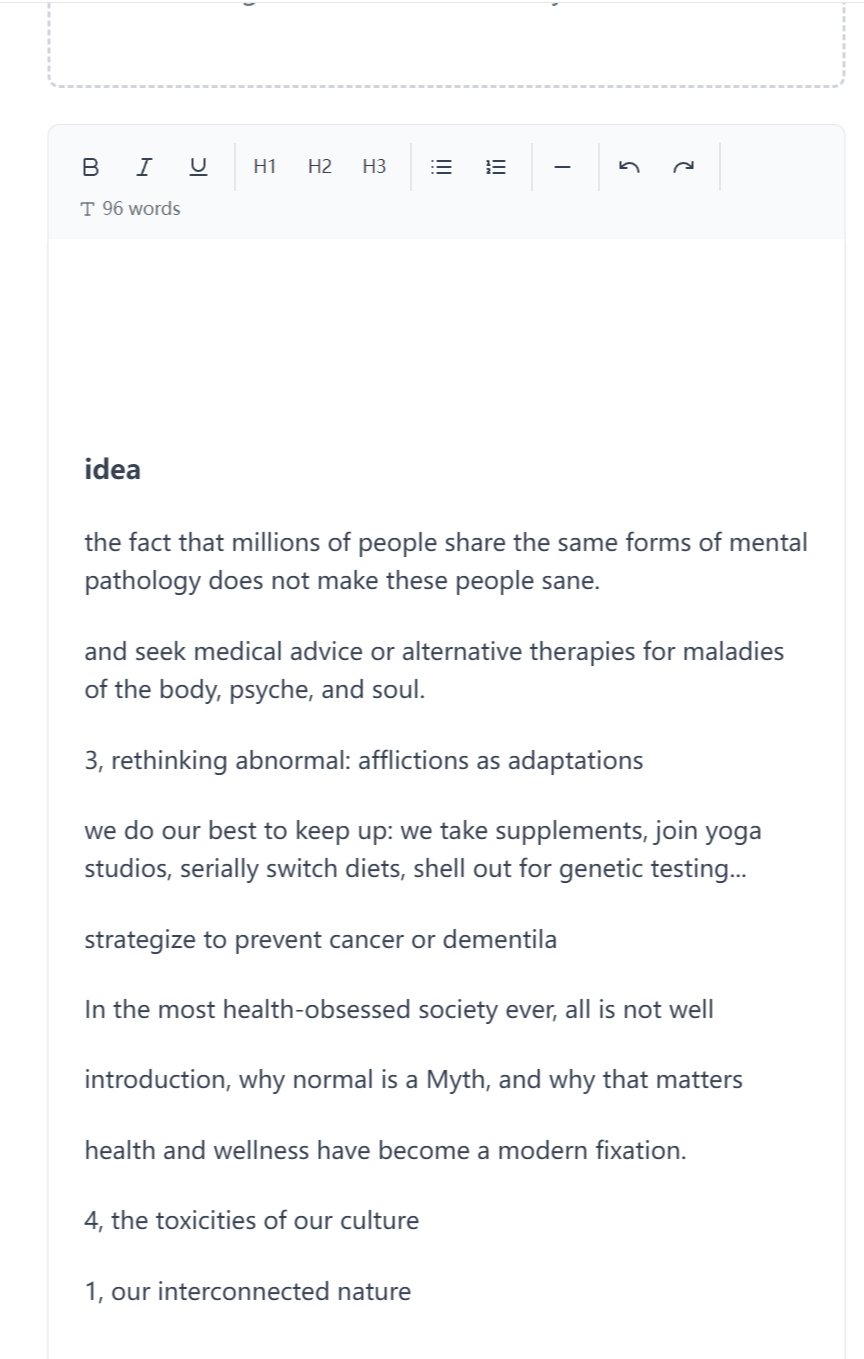 B I U H1 H2 H3
T 96 words
idea
the fact that millions of people share the same forms of mental
pathology does not make these people sane.
and seek medical advice or alternative therapies for maladies
of the body, psyche, and soul.
3, rethinking abnormal: afflictions as adaptations
we do our best to keep up: we take supplements, join yoga
studios, serially switch diets, shell out for genetic testing...
strategize to prevent cancer or dementila
In the most health-obsessed society ever, all is not well
introduction, why normal is a Myth, and why that matters
health and wellness have become a modern fixation.
4, the toxicities of our culture
1, our interconnected nature